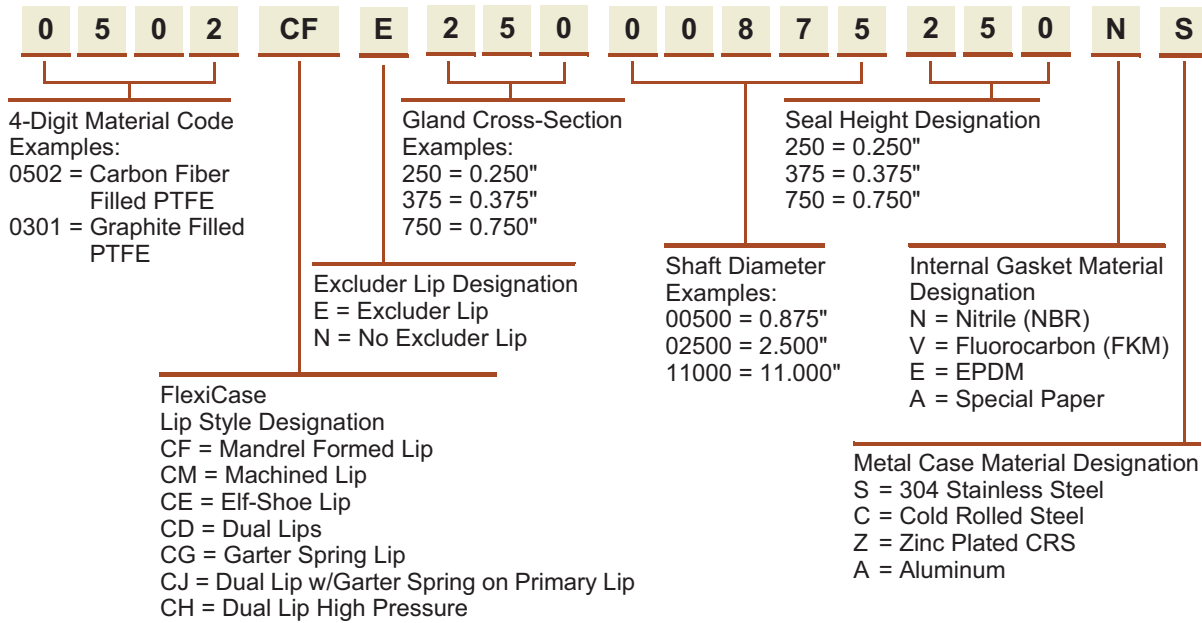 0 5 0 2 CF E 2 5 0 0 0 8 7 5 2 5 0 N S
4-Digit Material Code
Examples:
0502 = Carbon Fiber
Filled PTFE
0301 = Graphite Filled
PTFE
Gland Cross-Section
Examples:
250 = 0.250"
375 = 0.375"
750 = 0.750"
Seal Height Designation
250 = 0.250"
375 = 0.375"
750 = 0.750"
Excluder Lip Designation
E = Excluder Lip
N = No Excluder Lip
Shaft Diameter
Examples:
00500 = 0.875"
02500 = 2.500"
11000 = 11.000"
Internal Gasket Material
Designation
N = Nitrile (NBR)
V = Fluorocarbon (FKM)
E = EPDM
A = Special Paper
FlexiCase
Lip Style Designation
CF = Mandrel Formed Lip
CM = Machined Lip
CE = Elf-Shoe Lip
CD = Dual Lips
CG = Garter Spring Lip
CJ = Dual Lip w/Garter Spring on Primary Lip
CH = Dual Lip High Pressure
Metal Case Material Designation
S = 304 Stainless Steel
C = Cold Rolled Steel
Z = Zinc Plated CRS
A = Aluminum